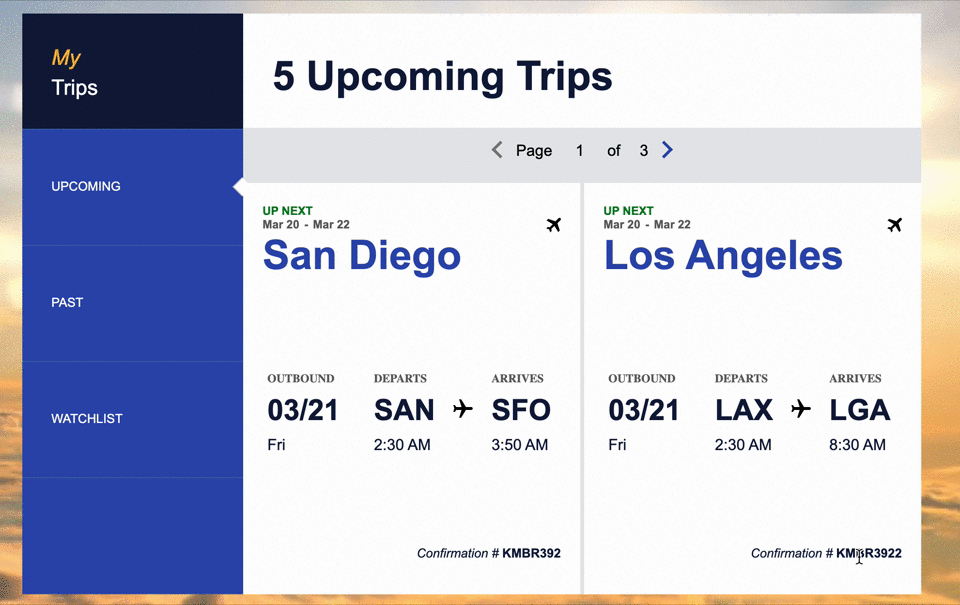 My
Trips
5 Upcoming Trips
Page 1 of 3
UPCOMING
PAST
WATCHLIST
UP NEXT
Mar 20 - Mar 22
San Diego
OUTBOUND DEPARTS ARRIVES
03/21 SAN SFO
Fri 2:30 AM 3:50 AM
Confirmation # KMBR392
UP NEXT
Mar 20 - Mar 22
Los Angeles
OUTBOUND DEPARTS ARRIVES
03/21 LAX LGA
Fri 2:30 AM 8:30 AM
Confirmation #